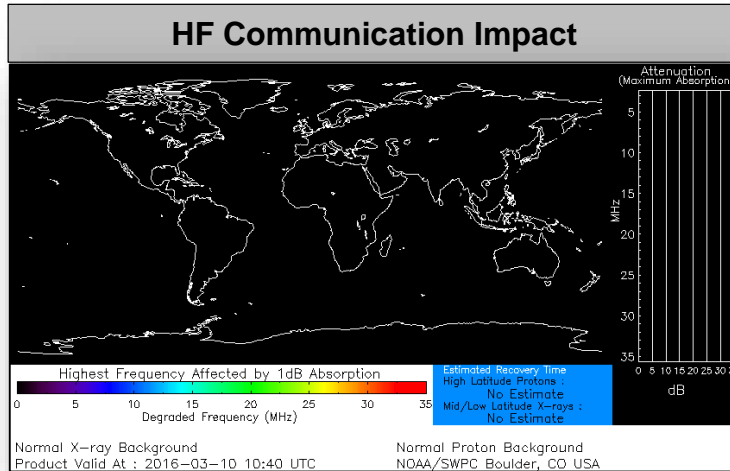 HF Communication Impact
Attenuation
(Maximum Absorption
5
10
15
20
25
30
35
MHz
0 5 10 15 20 25 30
dB
Highest Frequency Affected by 1dB Absorption
0 5 10 15 20 25 30 35
Degraded Frequency (MHz)
Estimated Recovery Time
High Latitude Protons :
No Estimate
Mid/Low Latitude X-rays :
No Estimate
Normal X-ray Background
Normal Proton Background
Product Valid At : 2016-03-10 10:40 UTC
NOAA/SWPC Boulder, CO USA